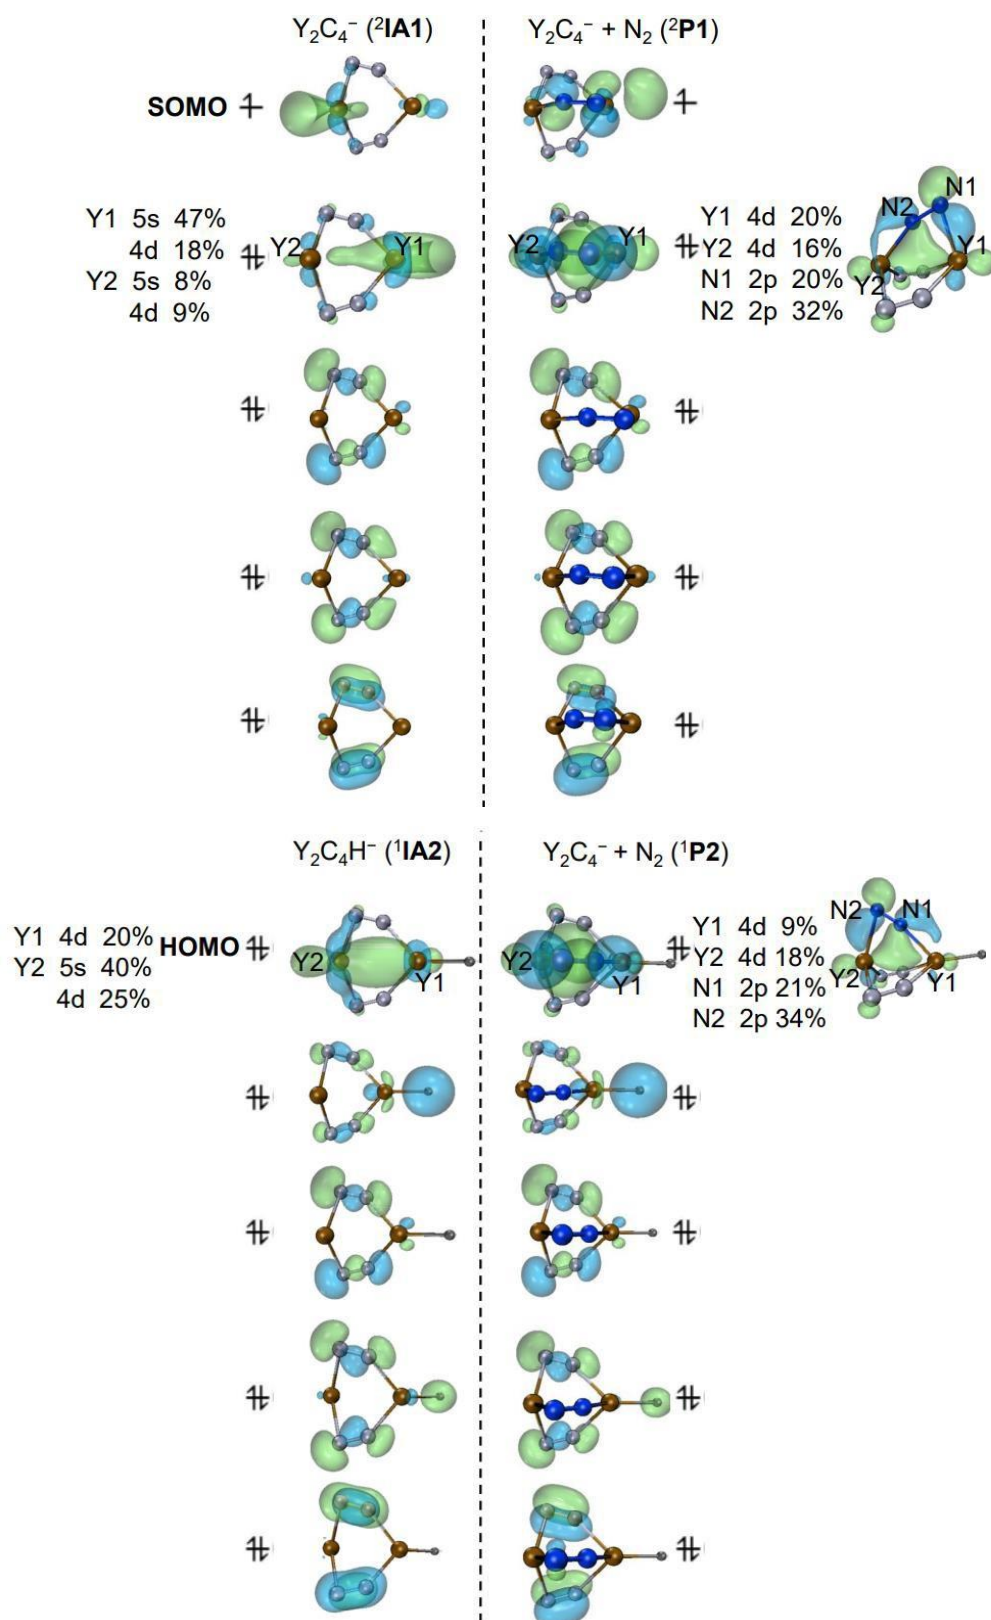 Y₂C₄⁻ (²IA1)
Y₂C₄⁻ + N₂ (²P1)
SOMO
Y1 5s 47%
4d 18%
Y2 5s 8%
4d 9%
Y2
Y1
Y2
Y1
Y1 4d 20%
Y2 4d 16%
N1 2p 20%
N2 2p 32%
N1
N2
Y1
Y2
Y₂C₄H⁻ (¹IA2)
Y₂C₄⁻ + N₂ (¹P2)
Y1 4d 20%
Y2 5s 40%
4d 25%
HOMO
Y2
Y1
Y2
Y1
Y1 4d 9%
Y2 4d 18%
N1 2p 21%
N2 2p 34%
N2
N1
Y2
Y1